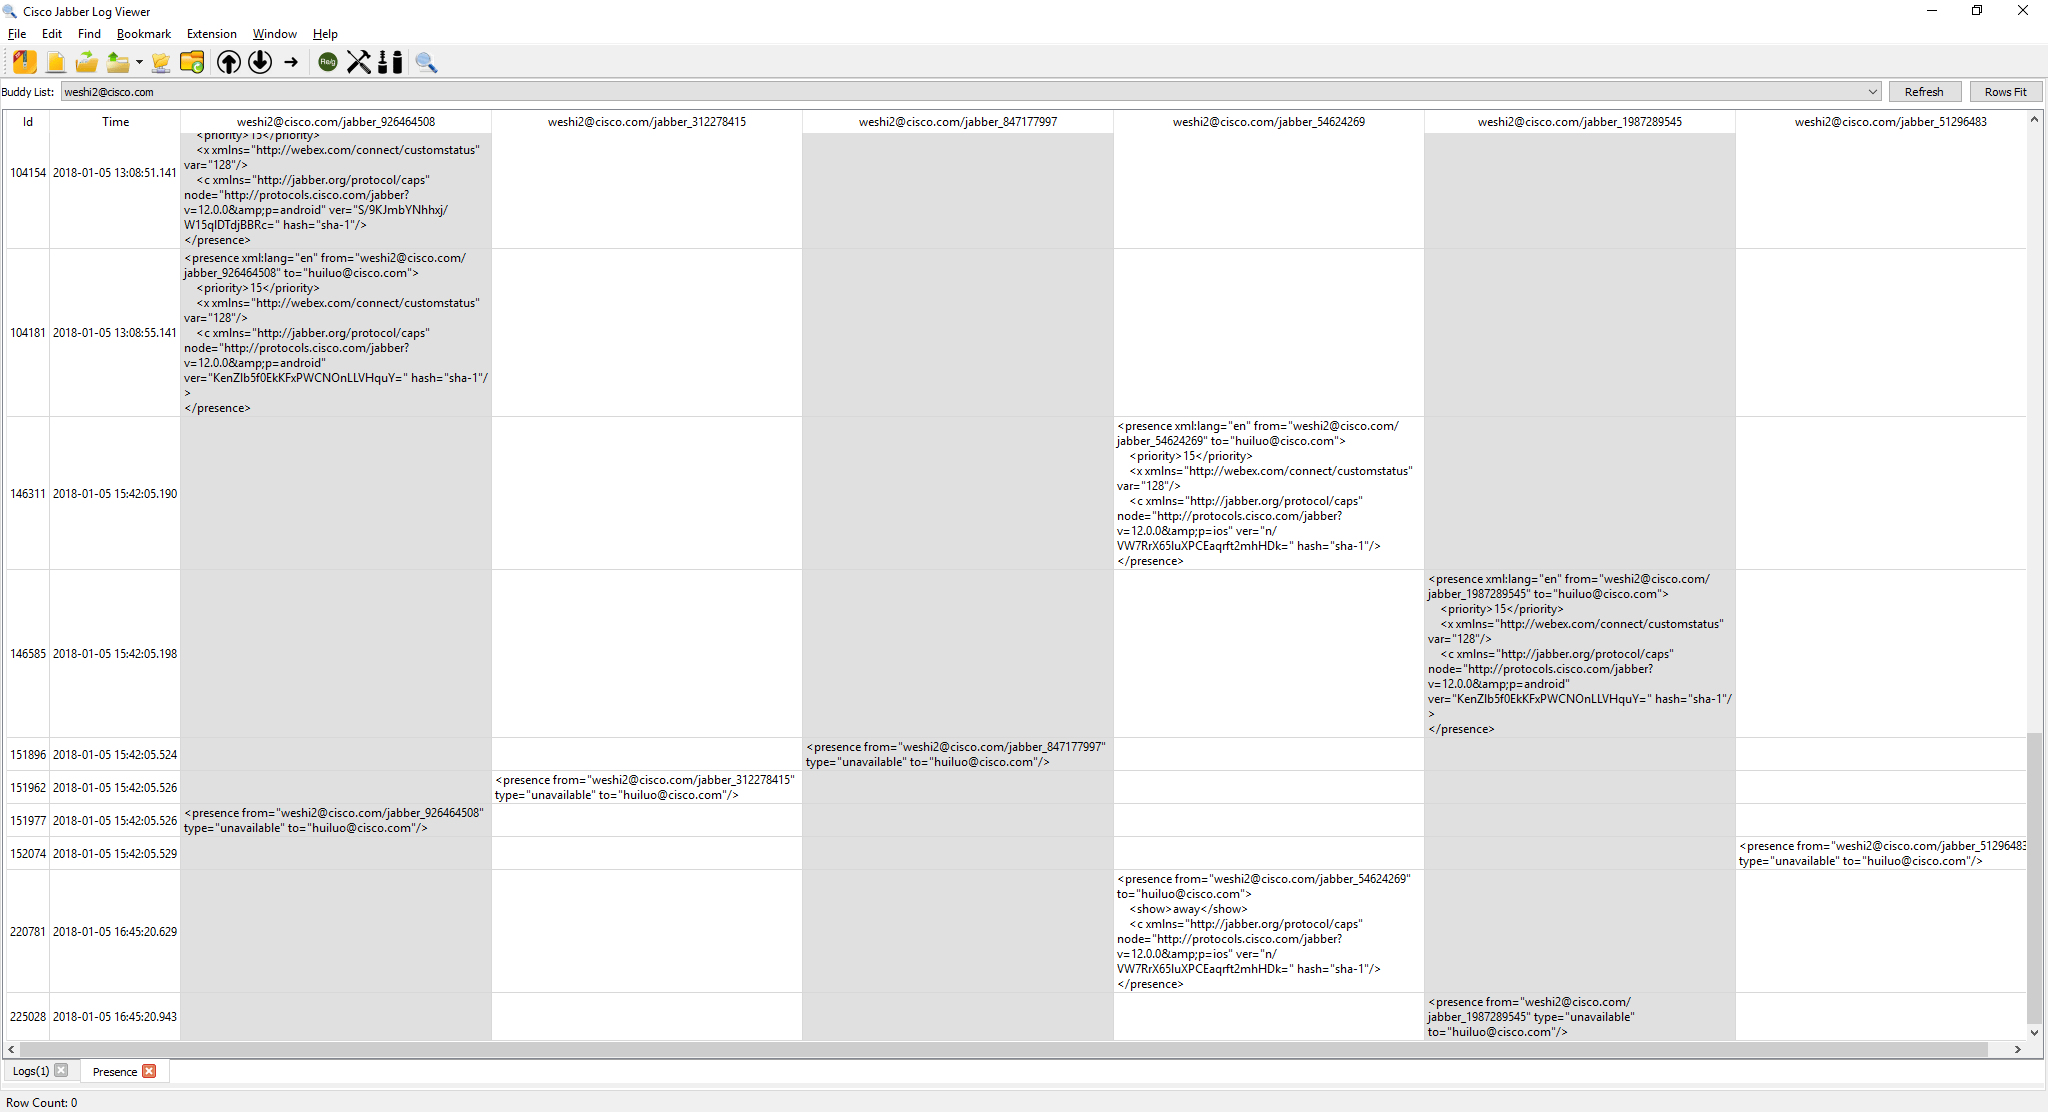 Cisco Jabber Log Viewer
File Edit Find Bookmark Extension Window Help
Re/g
Buddy List: weshi2@cisco.com Refresh Rows Fit
Id Time weshi2@cisco.com/jabber_926464508 weshi2@cisco.com/jabber_312278415 weshi2@cisco.com/jabber_847177997 weshi2@cisco.com/jabber_54624269 weshi2@cisco.com/jabber_1987289545 weshi2@cisco.com/jabber_51296483
104154 2018-01-05 13:08:51.141
<priority>15</priority>
<x xmlns="http://webex.com/connect/customstatus"
var="128"/>
<c xmlns="http://jabber.org/protocol/caps"
node="http://protocols.cisco.com/jabber?
v=12.0.0&amp;p=android" ver="S/9KJmbYNhhxj/
W15qIDTdjBBRc=" hash="sha-1"/>
</presence>
104181 2018-01-05 13:08:55.141
<presence xml:lang="en" from="weshi2@cisco.com/
jabber_926464508" to="huiluo@cisco.com">
<priority>15</priority>
<x xmlns="http://webex.com/connect/customstatus"
var="128"/>
<c xmlns="http://jabber.org/protocol/caps"
node="http://protocols.cisco.com/jabber?
v=12.0.0&amp;p=android"
ver="KenZIb5f0EkKFxPWCNOnLLVHquY=" hash="sha-1"/
>
</presence>
146311 2018-01-05 15:42:05.190
<presence xml:lang="en" from="weshi2@cisco.com/
jabber_54624269" to="huiluo@cisco.com">
<priority>15</priority>
<x xmlns="http://webex.com/connect/customstatus"
var="128"/>
<c xmlns="http://jabber.org/protocol/caps"
node="http://protocols.cisco.com/jabber?
v=12.0.0&amp;p=ios" ver="n/
VW7RrX65IuXPCEaqrft2mhHDk=" hash="sha-1"/>
</presence>
146585 2018-01-05 15:42:05.198
<presence xml:lang="en" from="weshi2@cisco.com/
jabber_1987289545" to="huiluo@cisco.com">
<priority>15</priority>
<x xmlns="http://webex.com/connect/customstatus"
var="128"/>
<c xmlns="http://jabber.org/protocol/caps"
node="http://protocols.cisco.com/jabber?
v=12.0.0&amp;p=android"
ver="KenZIb5f0EkKFxPWCNOnLLVHquY=" hash="sha-1"/
>
</presence>
151896 2018-01-05 15:42:05.524
<presence from="weshi2@cisco.com/jabber_847177997"
type="unavailable" to="huiluo@cisco.com"/>
151962 2018-01-05 15:42:05.526
<presence from="weshi2@cisco.com/jabber_312278415"
type="unavailable" to="huiluo@cisco.com"/>
151977 2018-01-05 15:42:05.526
<presence from="weshi2@cisco.com/jabber_926464508"
type="unavailable" to="huiluo@cisco.com"/>
152074 2018-01-05 15:42:05.529
<presence from="weshi2@cisco.com/jabber_51296483
type="unavailable" to="huiluo@cisco.com"/>
220781 2018-01-05 16:45:20.629
<presence from="weshi2@cisco.com/jabber_54624269"
to="huiluo@cisco.com">
<show>away</show>
<c xmlns="http://jabber.org/protocol/caps"
node="http://protocols.cisco.com/jabber?
v=12.0.0&amp;p=ios" ver="n/
VW7RrX65IuXPCEaqrft2mhHDk=" hash="sha-1"/>
</presence>
225028 2018-01-05 16:45:20.943
<presence from="weshi2@cisco.com/
jabber_1987289545" type="unavailable"
to="huiluo@cisco.com"/>
Logs(1) Presence
Row Count: 0